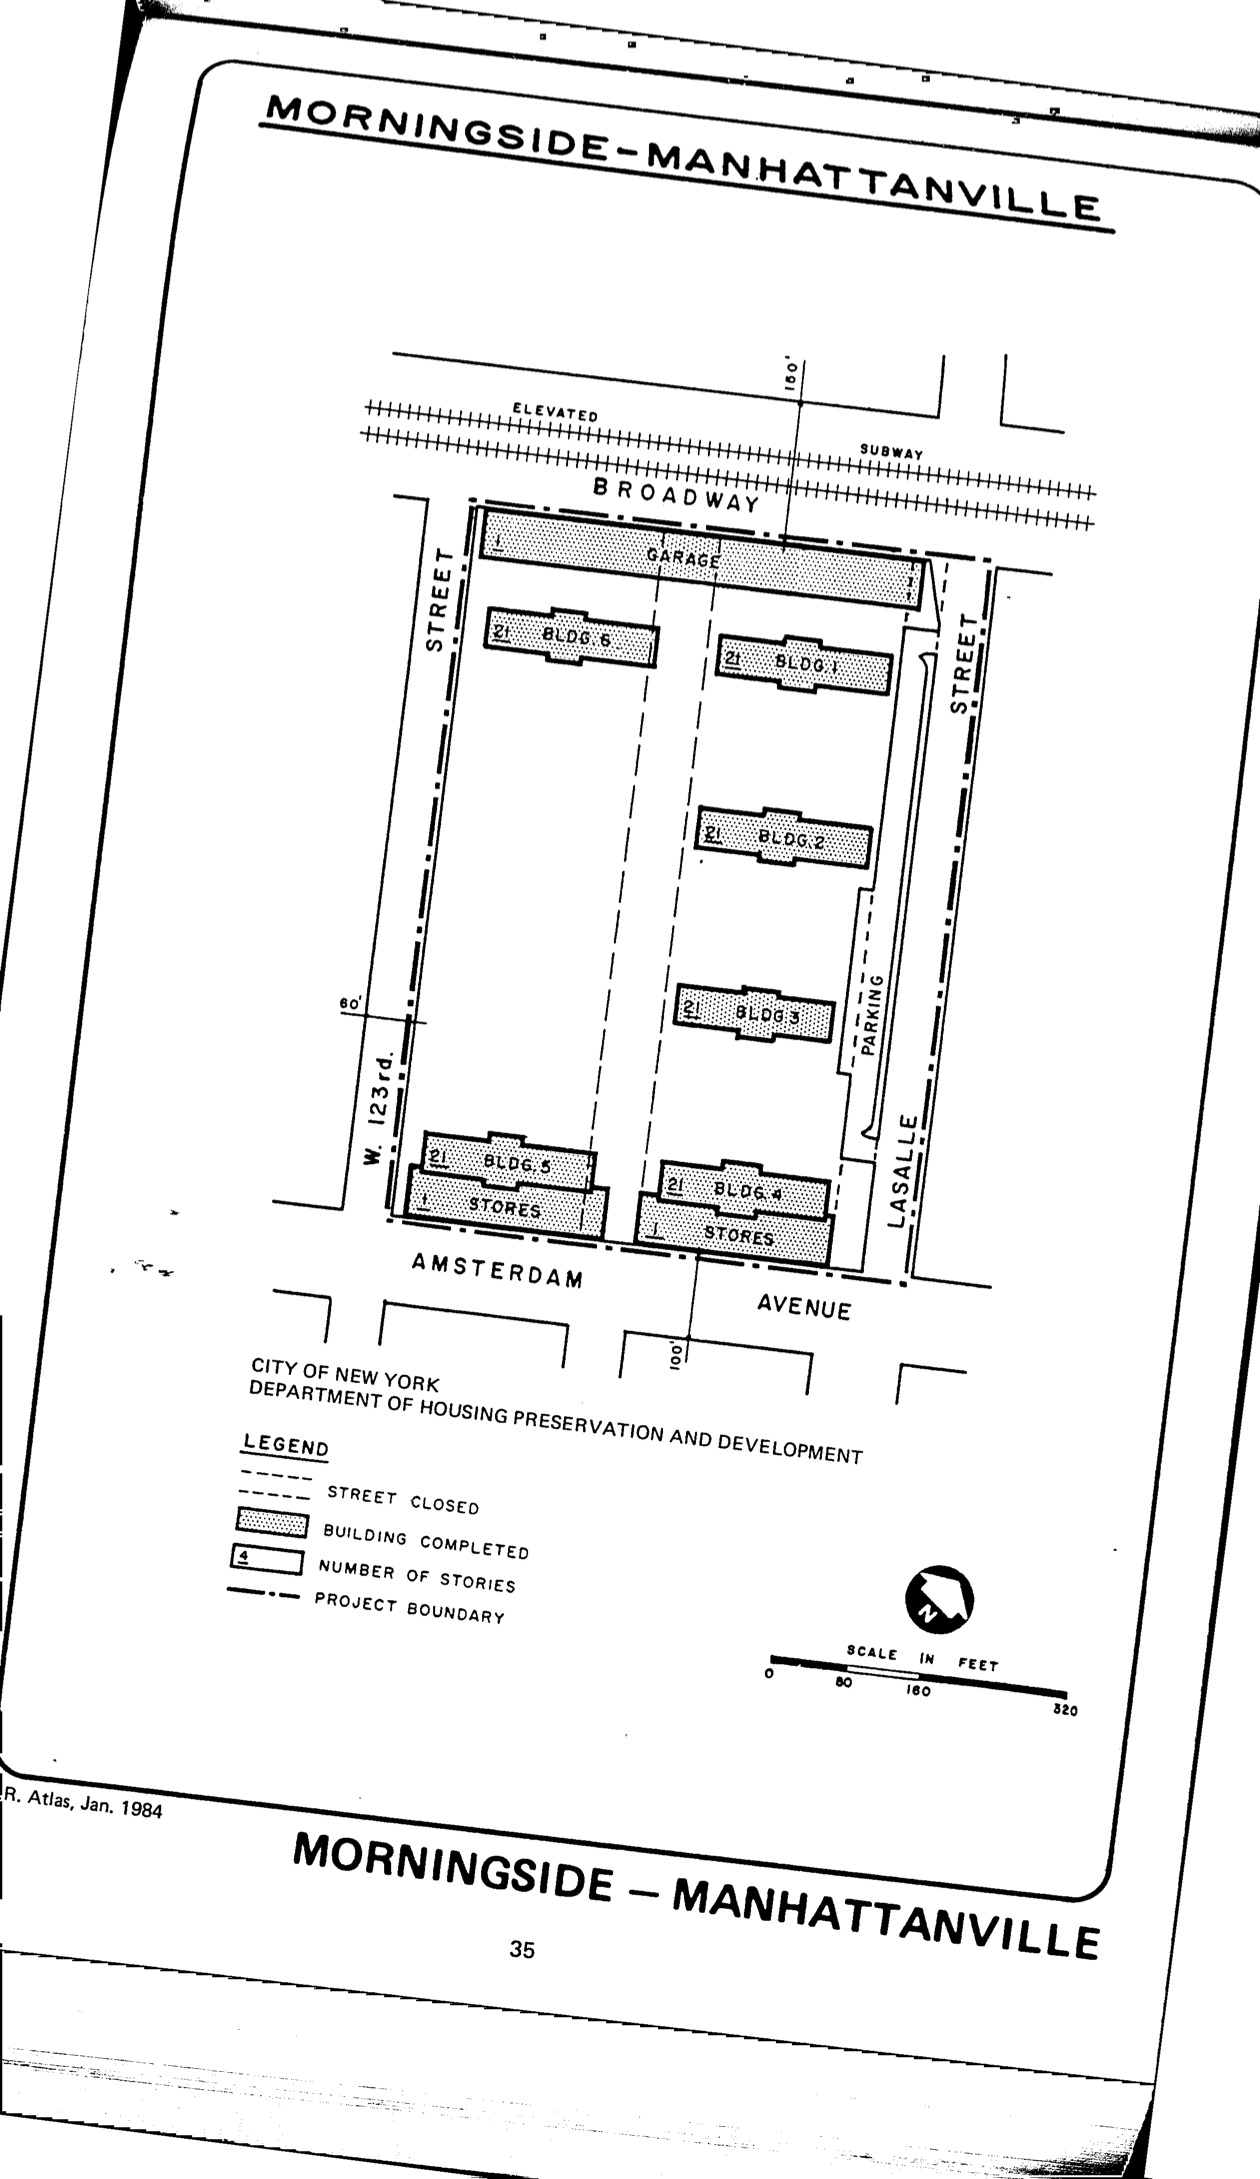 MORNINGSIDE-MANHATTANVILLE
160'
ELEVATED
SUBWAY
BROADWAY
1
GARAGE
1
STREET
21 BLDG. 6
21 BLDG. 1
STREET
21 BLDG. 2
60'
21 BLDG. 3
PARKING
W. 123rd.
21 BLDG. 5
21 BLDG. 4
LASALLE
1 STORES
1 STORES
AMSTERDAM
AVENUE
100'
CITY OF NEW YORK
DEPARTMENT OF HOUSING PRESERVATION AND DEVELOPMENT
LEGEND
STREET CLOSED
BUILDING COMPLETED
4 NUMBER OF STORIES
PROJECT BOUNDARY
N
SCALE IN FEET
0 80 160 320
R. Atlas, Jan. 1984
MORNINGSIDE – MANHATTANVILLE
35